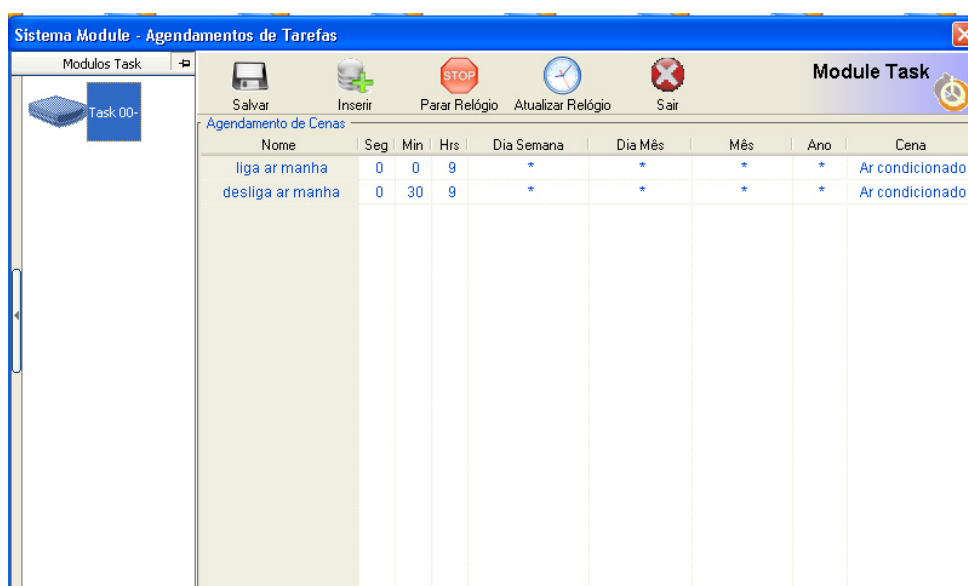 Sistema Module - Agendamentos de Tarefas
Modulos Task
Task 00-
STOP
Salvar Inserir Parar Relógio Atualizar Relógio Sair
Module Task
Agendamento de Cenas
Nome Seg Min Hrs Dia Semana Dia Mês Mês Ano Cena
liga ar manha 0 0 9 * * * * Ar condicionado
desliga ar manha 0 30 9 * * * * Ar condicionado